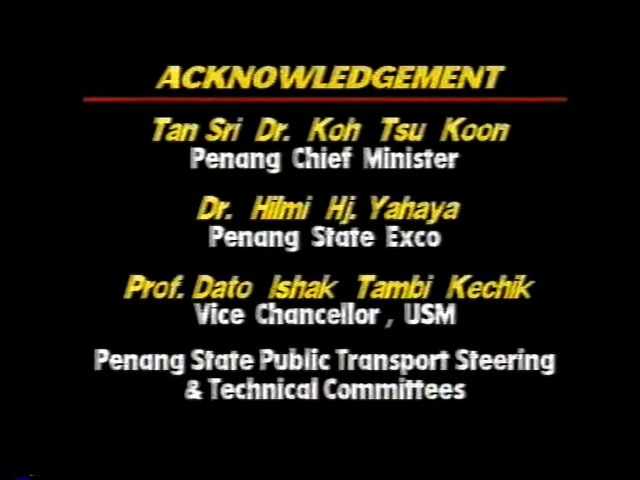 ACKNOWLEDGEMENT
Tan Sri Dr. Koh Tsu Koon
Penang Chief Minister
Dr. Hilmi Hj. Yahaya
Penang State Exco
Prof. Dato Ishak Tambi Kechik
Vice Chancellor , USM
Penang State Public Transport Steering
& Technical Committees